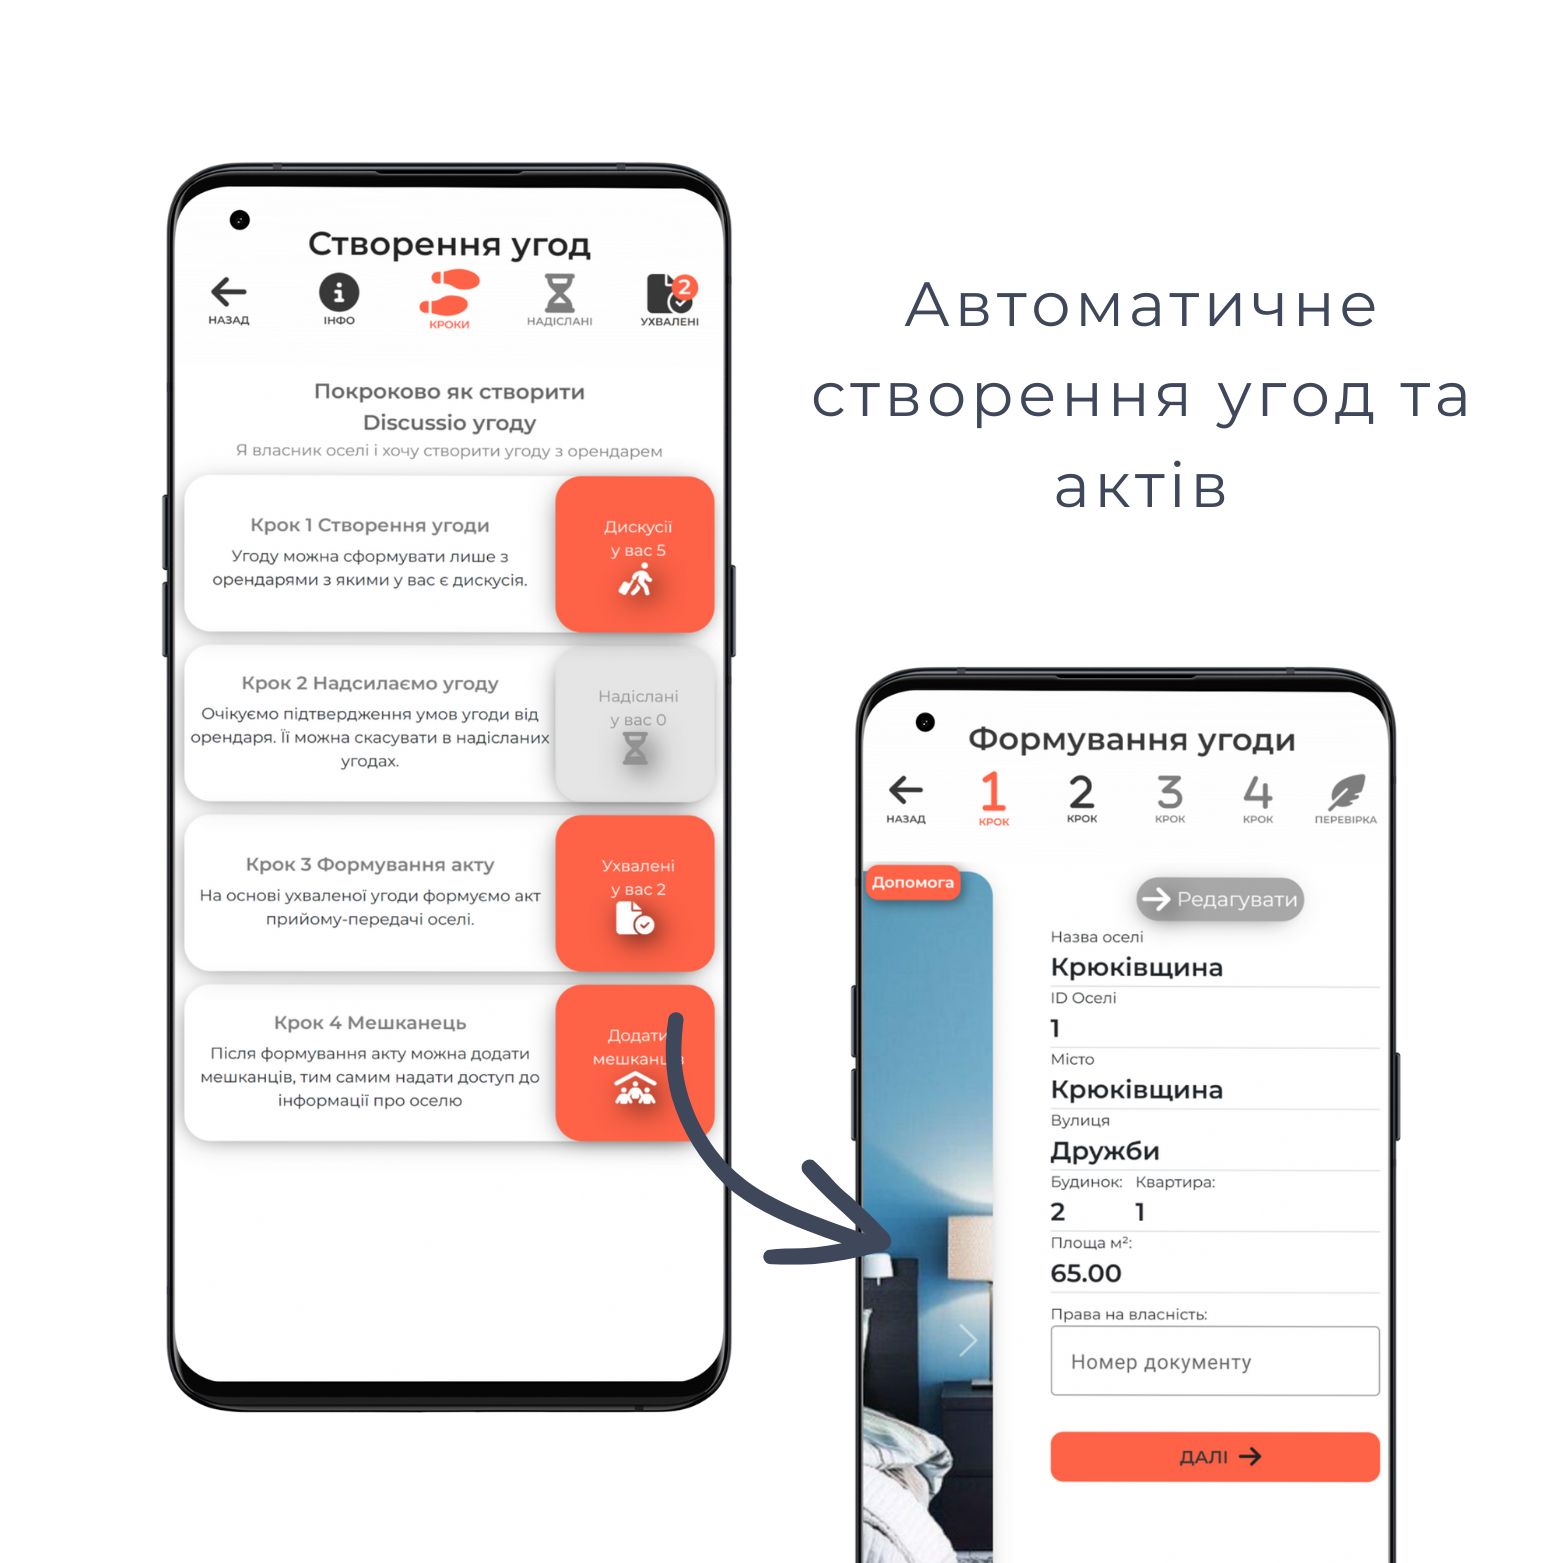 Створення угод
НАЗАД
ІНФО
КРОКИ
НАДІСЛАНІ
2
УХВАЛЕНІ
Покроково як створити
Discussio угоду
Я власник оселі і хочу створити угоду з орендарем
Крок 1 Створення угоди
Угоду можна сформувати лише з
орендарями з якими у вас є дискусія.
Дискусії
у вас 5
Крок 2 Надсилаємо угоду
Очікуємо підтвердження умов угоди від
орендаря. Її можна скасувати в надісланих
угодах.
Надіслані
у вас 0
Крок 3 Формування акту
На основі ухваленої угоди формуємо акт
прийому-передачі оселі.
Ухвалені
у вас 2
Крок 4 Мешканець
Після формування акту можна додати
мешканців, тим самим надати доступ до
інформації про оселю
Додати
мешканців
Автоматичне
створення угод та
актів
Формування угоди
НАЗАД
1
КРОК
2
КРОК
3
КРОК
4
КРОК
ПЕРЕВІРКА
Допомога
Редагувати
Назва оселі
Крюківщина
ID Оселі
1
Місто
Крюківщина
Вулиця
Дружби
Будинок: Квартира:
2 1
Площа м²:
65.00
Права на власність:
Номер документу
ДАЛІ